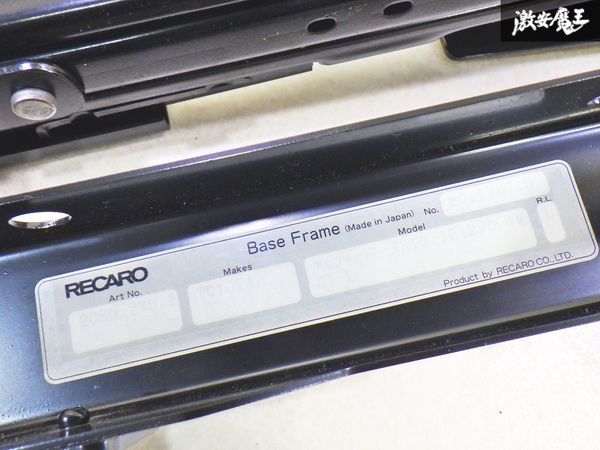 激安魔王
Base Frame (Made in Japan) No.
RECARO
Art No. Makes Model R.L
Product by RECARO CO., LTD.